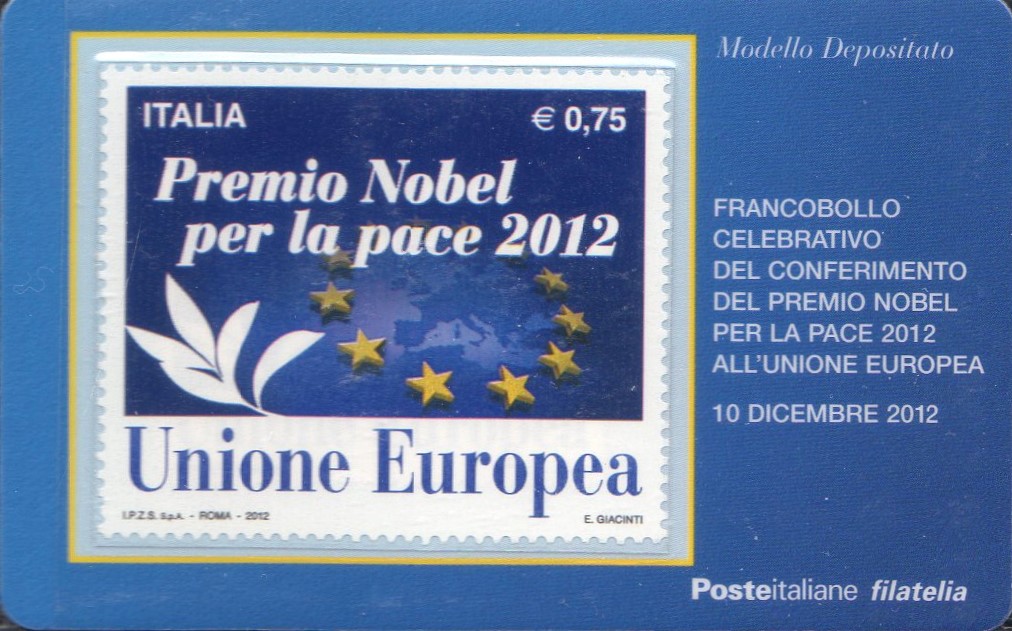 Modello Depositato
ITALIA
€ 0,75
Premio Nobel
per la pace 2012
Unione Europea
I.P.Z.S. S.p.A. - ROMA - 2012
E. GIACINTI
FRANCOBOLLO
CELEBRATIVO
DEL CONFERIMENTO
DEL PREMIO NOBEL
PER LA PACE 2012
ALL'UNIONE EUROPEA
10 DICEMBRE 2012
Posteitaliane filatelia